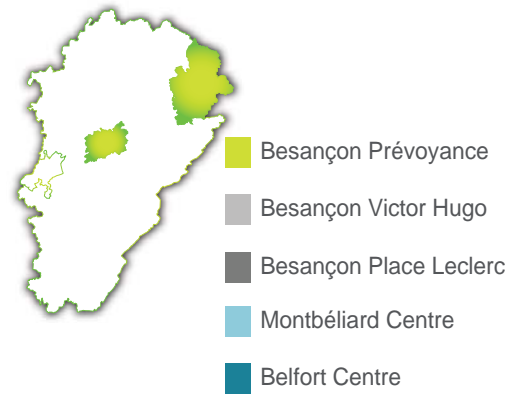 Besançon Prévoyance
Besançon Victor Hugo
Besançon Place Leclerc
Montbéliard Centre
Belfort Centre